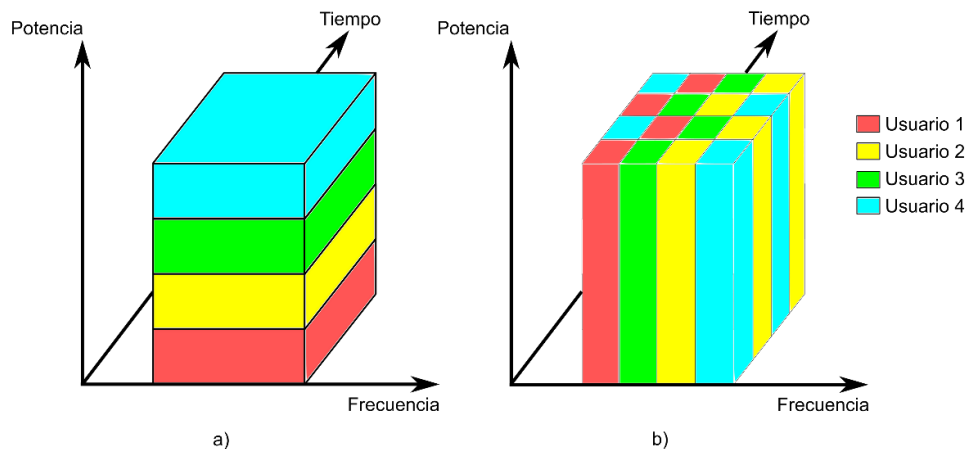 Potencia
Tiempo
Frecuencia
a)
Potencia
Tiempo
Frecuencia
b)
Usuario 1
Usuario 2
Usuario 3
Usuario 4